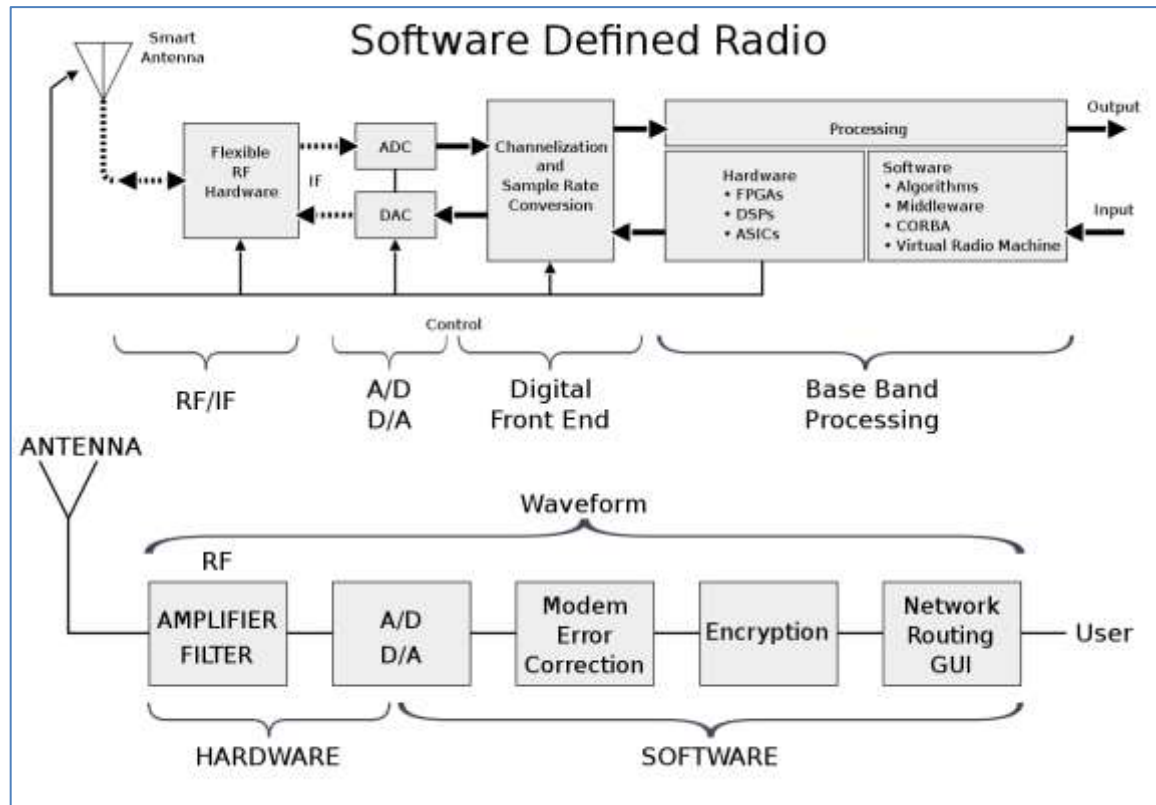 Software Defined Radio
Smart
Antenna
Flexible
RF
Hardware
IF
ADC
DAC
Channelization
and
Sample Rate
Conversion
Processing
Hardware
• FPGAs
• DSPs
• ASICs
Software
• Algorithms
• Middleware
• CORBA
• Virtual Radio Machine
Output
Input
Control
RF/IF
A/D
D/A
Digital
Front End
Base Band
Processing
ANTENNA
Waveform
RF
AMPLIFIER
FILTER
A/D
D/A
Modem
Error
Correction
Encryption
Network
Routing
GUI
User
HARDWARE
SOFTWARE